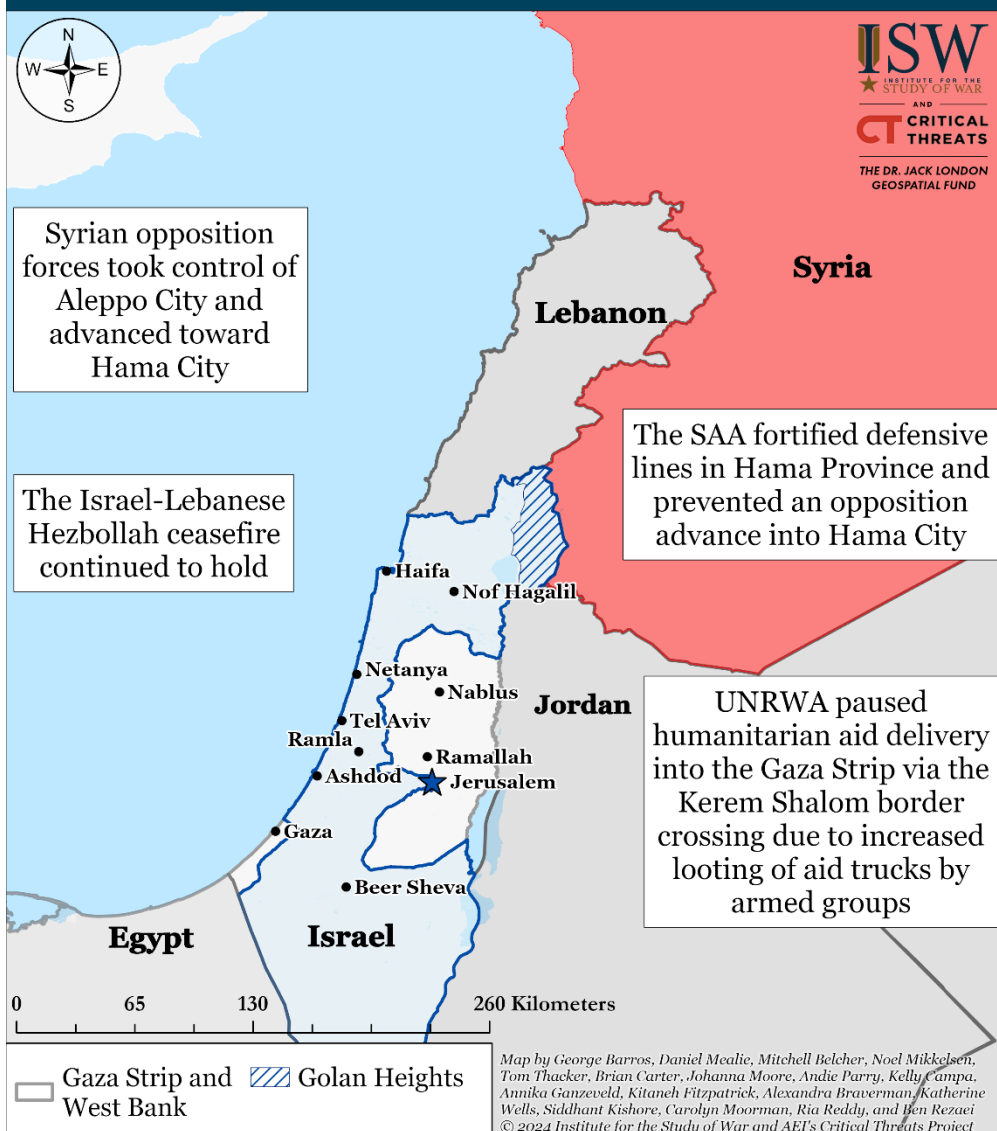 N
W E
S
ISW
INSTITUTE FOR THE
STUDY OF WAR
AND
CT CRITICAL
THREATS
THE DR. JACK LONDON
GEOSPATIAL FUND
Syrian opposition
forces took control of
Aleppo City and
advanced toward
Hama City
Syria
Lebanon
The SAA fortified defensive
lines in Hama Province and
prevented an opposition
advance into Hama City
The Israel-Lebanese
Hezbollah ceasefire
continued to hold
Haifa
Nof Hagalil
Netanya
Nablus
Jordan
Tel Aviv
Ramla
Ramallah
Ashdod
Jerusalem
Gaza
Beer Sheva
UNRWA paused
humanitarian aid delivery
into the Gaza Strip via the
Kerem Shalom border
crossing due to increased
looting of aid trucks by
armed groups
Egypt
Israel
0 65 130 260 Kilometers
Gaza Strip and
West Bank
Golan Heights
Map by George Barros, Daniel Mealie, Mitchell Belcher, Noel Mikkelsen,
Tom Thacker, Brian Carter, Johanna Moore, Andie Parry, Kelly Campa,
Annika Ganzeveld, Kitaneh Fitzpatrick, Alexandra Braverman, Katherine
Wells, Siddhant Kishore, Carolyn Moorman, Ria Reddy, and Ben Rezaei
© 2024 Institute for the Study of War and AEI's Critical Threats Project